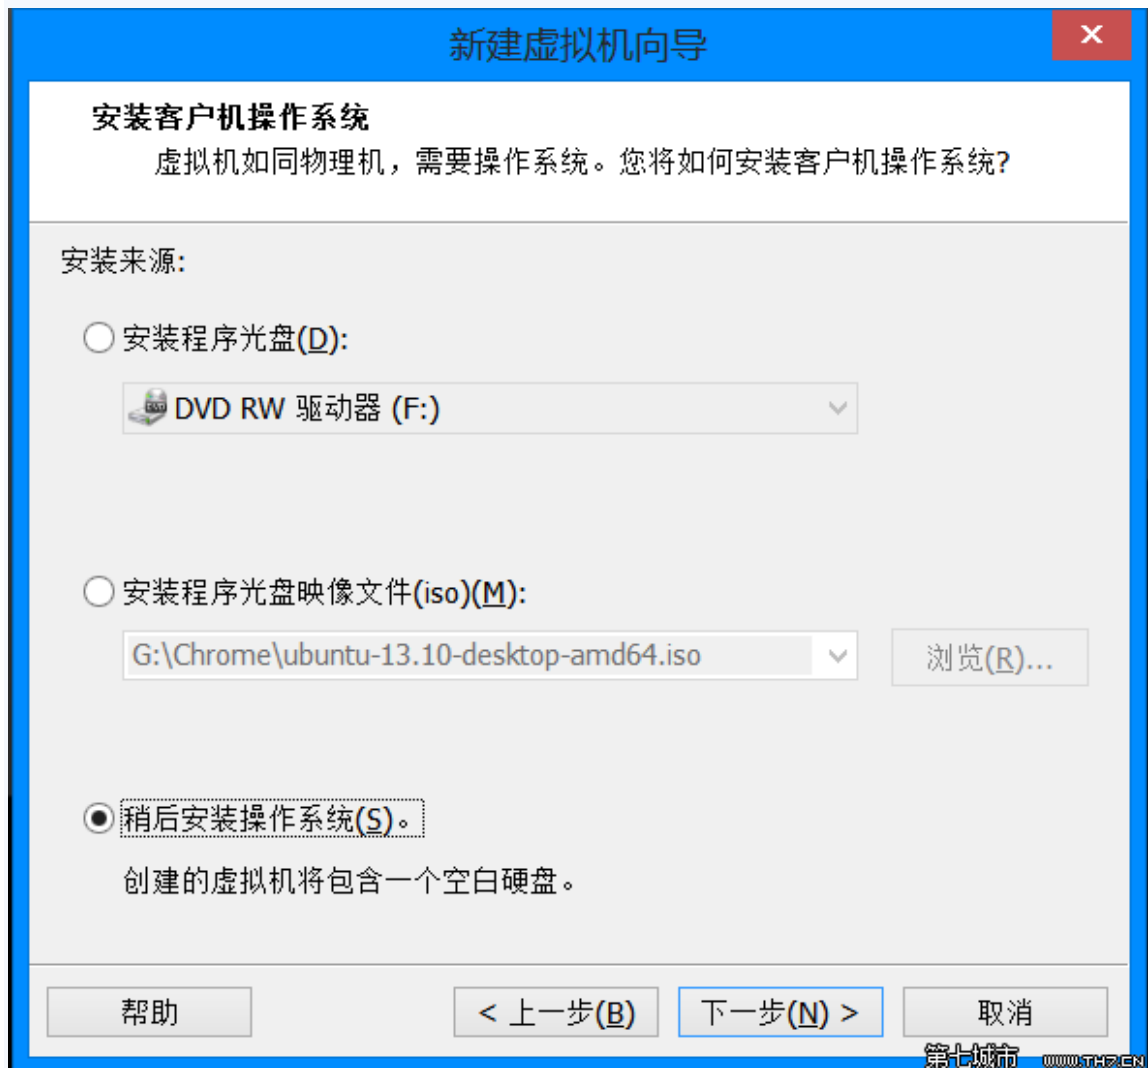 新建虚拟机向导
安装客户机操作系统
虚拟机如同物理机，需要操作系统。您将如何安装客户机操作系统?
安装来源:
安装程序光盘(D):
DVD RW 驱动器 (F:)
安装程序光盘映像文件(iso)(M):
G:\Chrome\ubuntu-13.10-desktop-amd64.iso
浏览(R)...
稍后安装操作系统(S)。
创建的虚拟机将包含一个空白硬盘。
帮助
< 上一步(B)
下一步(N) >
取消
第七城市 WWW.TH7.CN